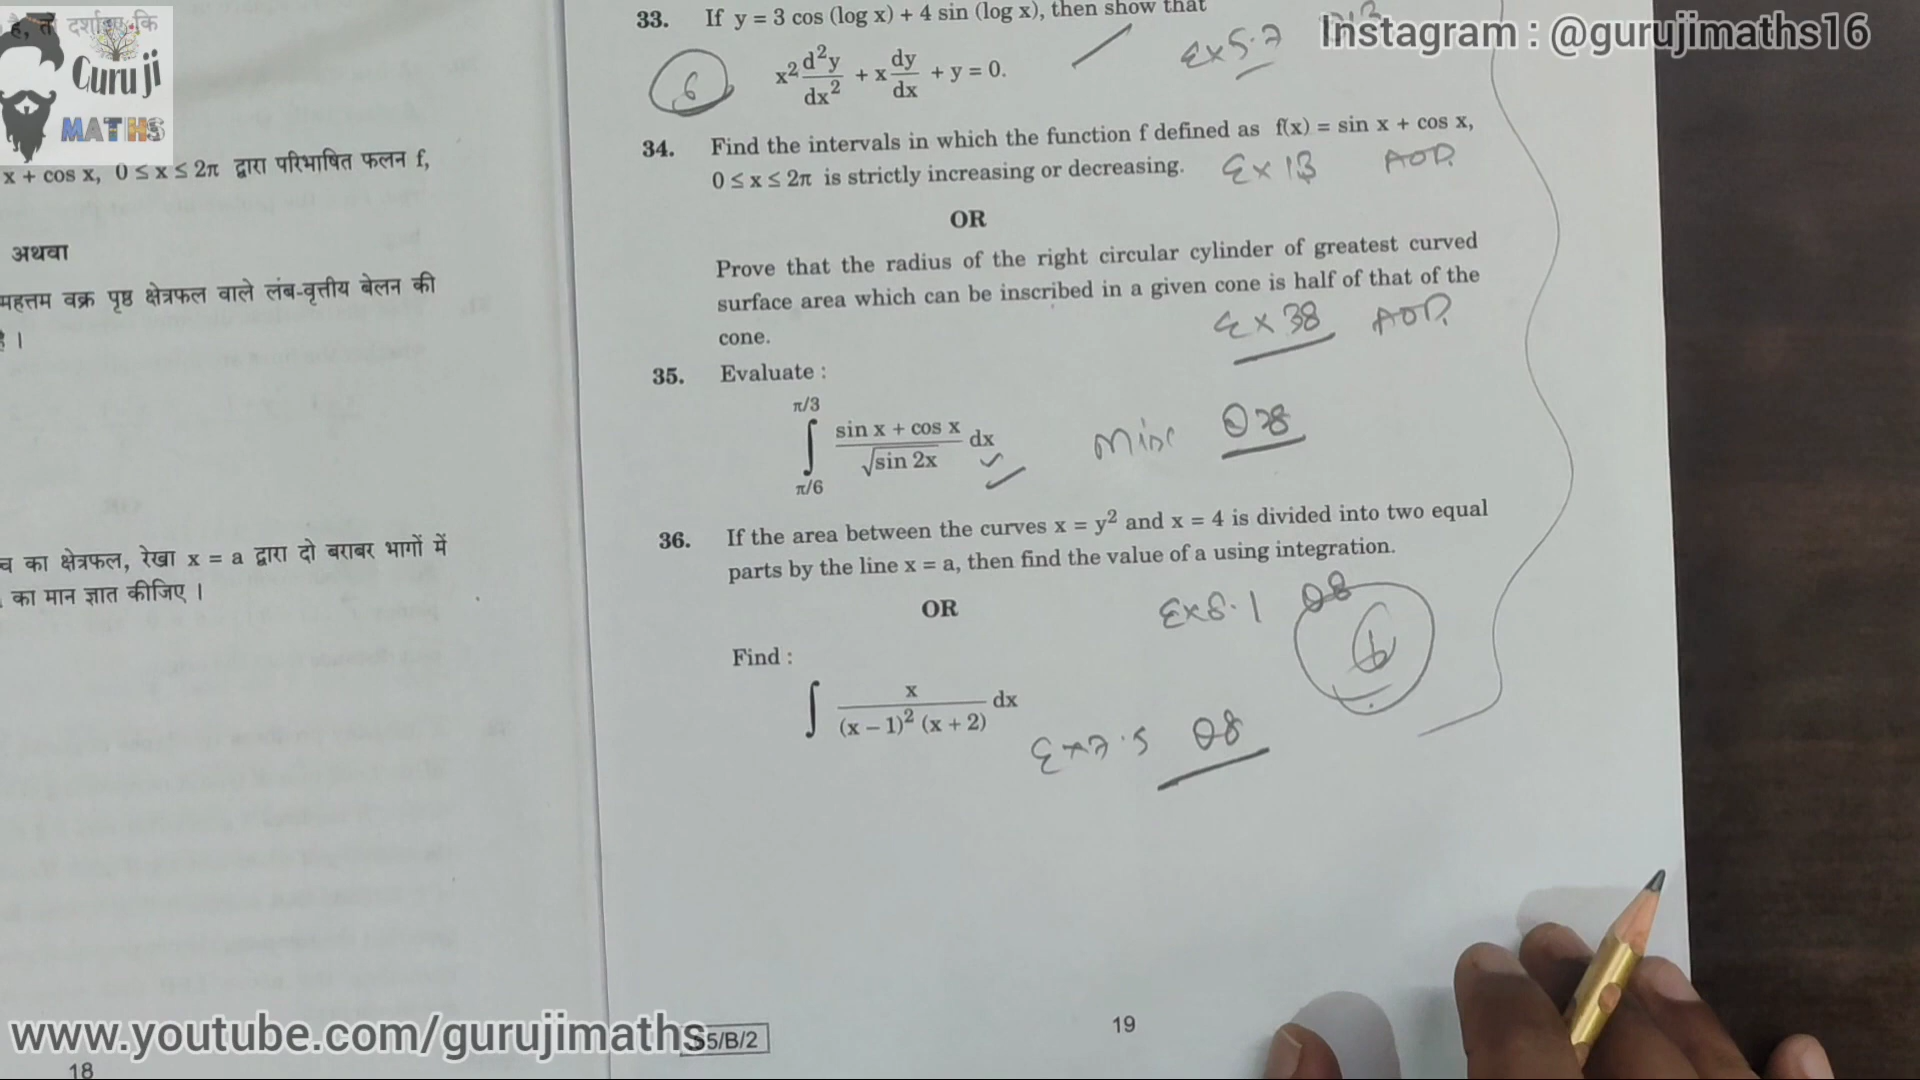 है, तो दर्शाइए कि
Guruji
MATHS
x + cos x, 0 ≤ x ≤ 2π द्वारा परिभाषित फलन f,
अथवा
महत्तम वक्र पृष्ठ क्षेत्रफल वाले लंब-वृत्तीय बेलन की
है ।
का क्षेत्रफल, रेखा x = a द्वारा दो बराबर भागों में
का मान ज्ञात कीजिए ।
18
Instagram : @gurujimaths16
33. If y = 3 cos (log x) + 4 sin (log x), then show that
Ex 5.7
6
x² d²y/dx² + x dy/dx + y = 0.
34. Find the intervals in which the function f defined as f(x) = sin x + cos x,
0 ≤ x ≤ 2π is strictly increasing or decreasing. Ex 13 AOD
OR
Prove that the radius of the right circular cylinder of greatest curved
surface area which can be inscribed in a given cone is half of that of the
cone.
Ex 38 AOD
35. Evaluate :
∫ π/6 π/3 (sin x + cos x)/√sin 2x dx
Misc Q28
36. If the area between the curves x = y² and x = 4 is divided into two equal
parts by the line x = a, then find the value of a using integration.
OR
Ex 8.1 Q8
Find :
∫ x/((x – 1)² (x + 2)) dx
Ex 7.5 Q8
19
65/B/2
www.youtube.com/gurujimaths